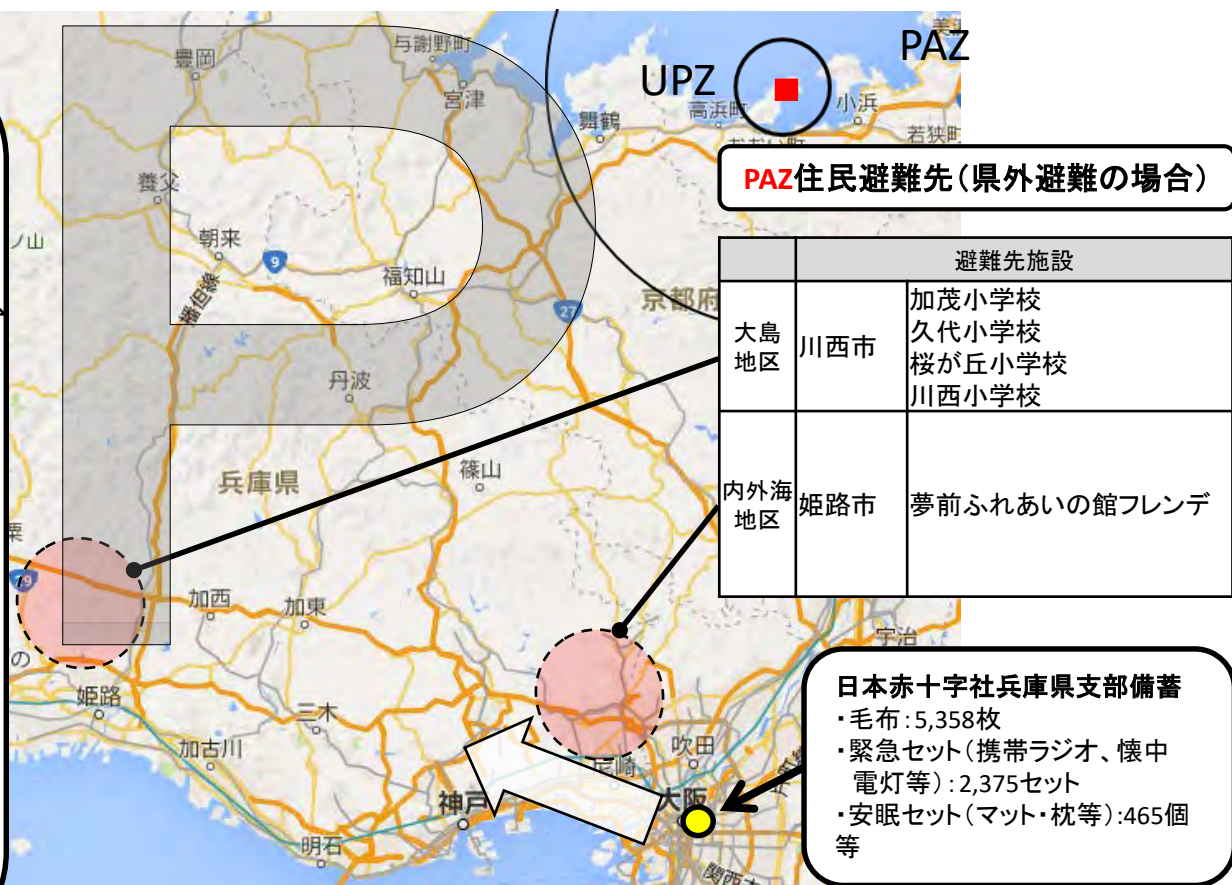 PAZ
UPZ
与謝野町
豊岡
宮津
舞鶴
高浜町
小浜
若狭町
養父
ノ山
朝来
9
播但線
福知山
27
京都府
丹波
兵庫県
篠山
加西
加東
姫路
三木
加古川
神戸
明石
吹田
尼崎
大阪
宇治
の
PAZ住民避難先(県外避難の場合)
避難先施設
大島地区 川西市 加茂小学校
久代小学校
桜が丘小学校
川西小学校
内外海地区 姫路市 夢前ふれあいの館フレンデ
日本赤十字社兵庫県支部備蓄
・毛布:5,358枚
・緊急セット(携帯ラジオ、懐中
電灯等):2,375セット
・安眠セット(マット・枕等):465個
等